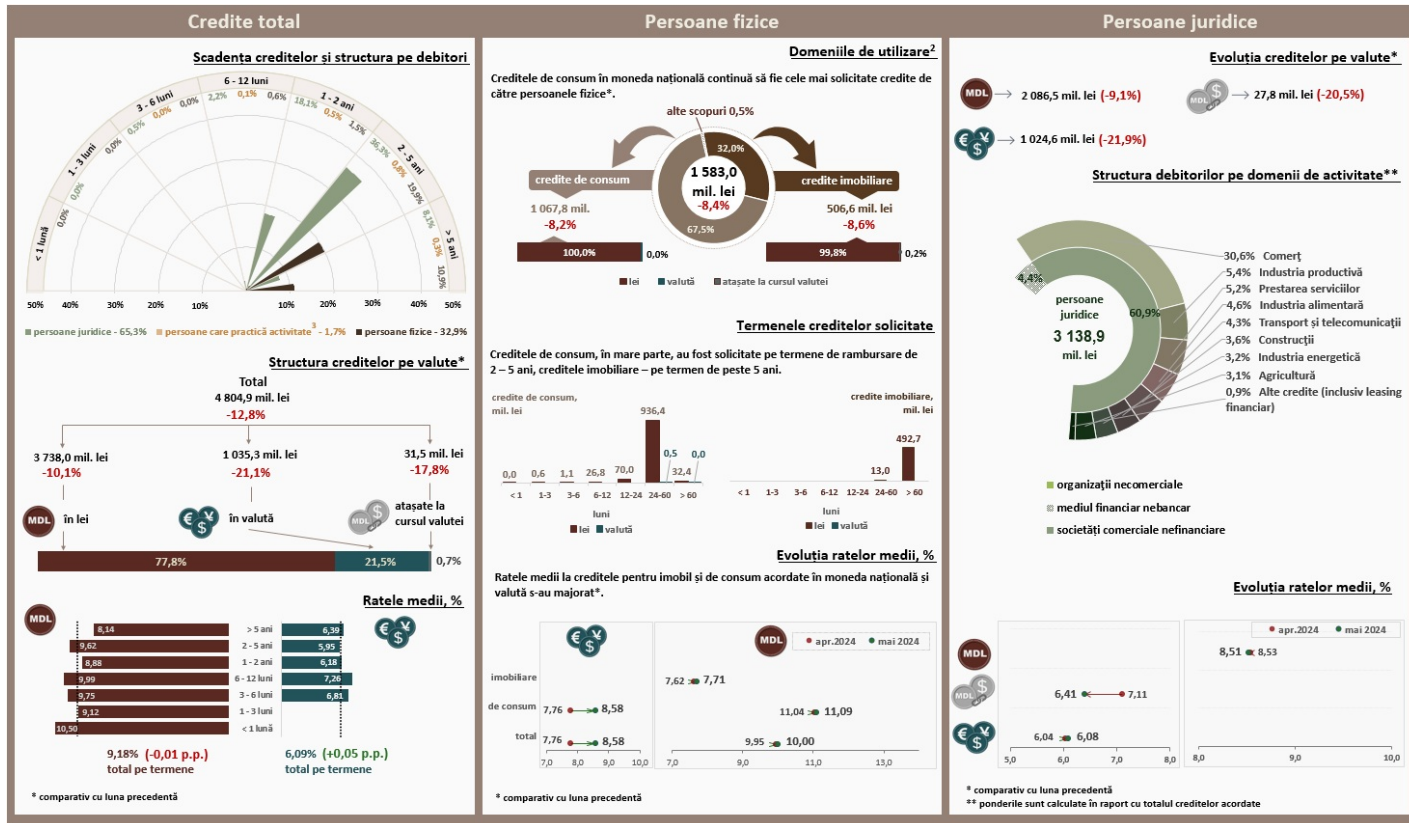 Credite total
Scadența creditelor și structura pe debitori
< 1 lună
1 - 3 luni
3 - 6 luni
6 - 12 luni
1 - 2 ani
2 - 5 ani
> 5 ani
0,0%
0,0%
0,0%
0,5%
0,0%
0,0%
2,2%
0,1%
0,6%
18,1%
0,5%
1,5%
36,3%
0,8%
19,9%
8,1%
0,3%
10,9%
50% 40% 30% 20% 10% 10% 20% 30% 40% 50%
persoane juridice - 65,3% persoane care practică activitate3 - 1,7% persoane fizice - 32,9%
Structura creditelor pe valute*
Total
4 804,9 mil. lei
-12,8%
3 738,0 mil. lei 1 035,3 mil. lei 31,5 mil. lei
-10,1% -21,1% -17,8%
MDL în lei
€ ¥ $ în valută
MDL $ atașate la cursul valutei
77,8% 21,5% 0,7%
Ratele medii, %
MDL
€ ¥ $
8,14 > 5 ani 6,39
9,62 2 - 5 ani 5,95
8,88 1 - 2 ani 6,18
9,99 6 - 12 luni 7,26
9,75 3 - 6 luni 6,81
9,12 1 - 3 luni
10,50 < 1 lună
9,18% (-0,01 p.p.) 6,09% (+0,05 p.p.)
total pe termene total pe termene
* comparativ cu luna precedentă
Persoane fizice
Domeniile de utilizare2
Creditele de consum în moneda națională continuă să fie cele mai solicitate credite de
către persoanele fizice*.
alte scopuri 0,5%
32,0%
1 583,0
mil. lei
-8,4%
67,5%
credite de consum credite imobiliare
1 067,8 mil. 506,6 mil. lei
-8,2% -8,6%
100,0% 0,0% 99,8% 0,2%
lei valută atașate la cursul valutei
Termenele creditelor solicitate
Creditele de consum, în mare parte, au fost solicitate pe termene de rambursare de
2 – 5 ani, creditele imobiliare – pe termen de peste 5 ani.
credite de consum,
mil. lei
0,0 0,6 1,1 26,8 70,0 936,4 0,5 32,4 0,0
< 1 1-3 3-6 6-12 12-24 24-60 > 60
luni
lei valută
credite imobiliare,
mil. lei
13,0 492,7
< 1 1-3 3-6 6-12 12-24 24-60 > 60
luni
lei valută
Evoluția ratelor medii, %
Ratele medii la creditele pentru imobil și de consum acordate în moneda națională și
valută s-au majorat*.
€ ¥ $
MDL apr.2024 mai 2024
imobiliare 7,62 7,71
de consum 7,76 8,58 11,04 11,09
total 7,76 8,58 9,95 10,00
7,0 8,0 9,0 10,0 7,0 10,0 13,0
* comparativ cu luna precedentă
Persoane juridice
Evoluția creditelor pe valute*
MDL 2 086,5 mil. lei (-9,1%)
MDL $ 27,8 mil. lei (-20,5%)
€ ¥ $ 1 024,6 mil. lei (-21,9%)
Structura debitorilor pe domenii de activitate**
4,4%
60,9%
persoane
juridice
3 138,9
mil. lei
30,6% Comerț
5,4% Industria productivă
5,2% Prestarea serviciilor
4,6% Industria alimentară
4,3% Transport și telecomunicații
3,6% Construcții
3,2% Industria energetică
3,1% Agricultură
0,9% Alte credite (inclusiv leasing
financiar)
organizații necomerciale
mediul financiar nebancar
societăți comerciale nefinanciare
Evoluția ratelor medii, %
apr.2024 mai 2024
apr.2024 mai 2024
MDL 8,51 8,53
MDL $ 6,41 7,11
€ ¥ $ 6,04 6,08
5,0 6,0 7,0 8,0 9,0 10,0
* comparativ cu luna precedentă
** ponderile sunt calculate în raport cu totalul creditelor acordate